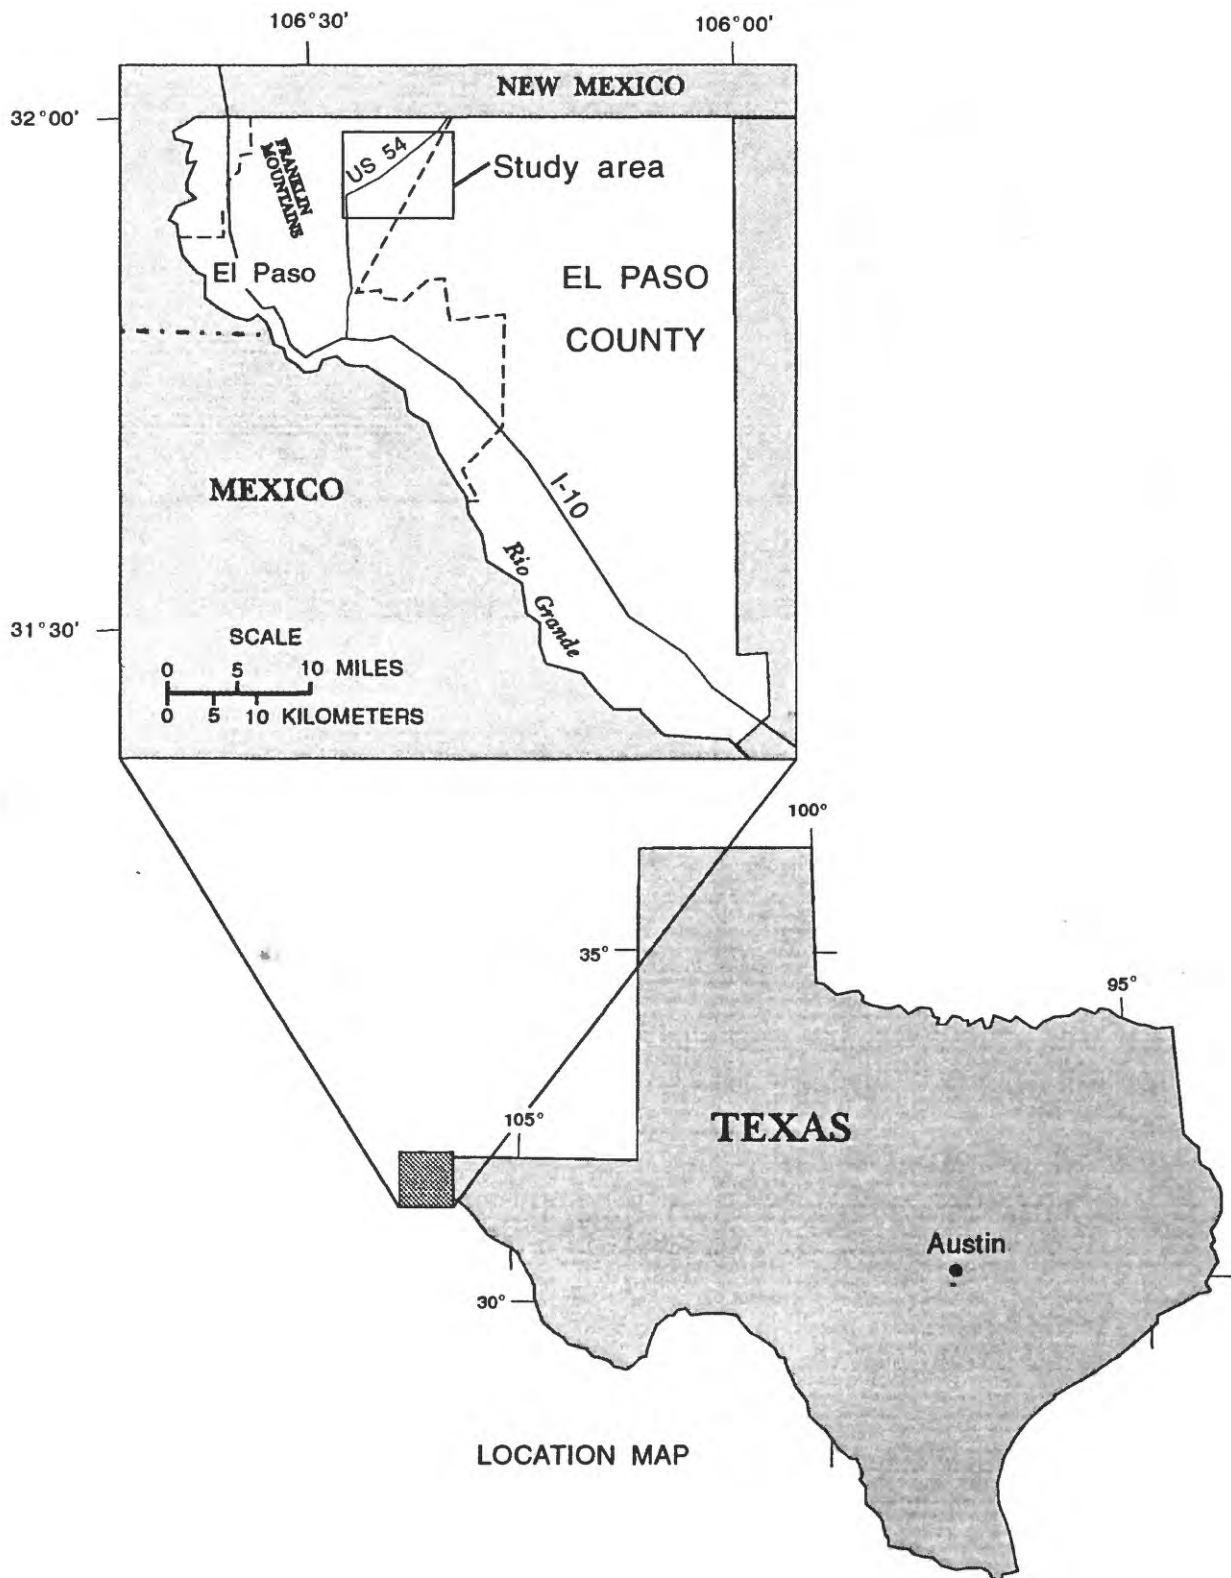 106°30'
106°00'
NEW MEXICO
32°00'
FRANKLIN
MOUNTAINS
US 54
Study area
El Paso
EL PASO
COUNTY
MEXICO
I-10
Rio Grande
31°30'
SCALE
0 5 10 MILES
0 5 10 KILOMETERS
100°
35°
95°
105°
TEXAS
Austin
30°
LOCATION MAP